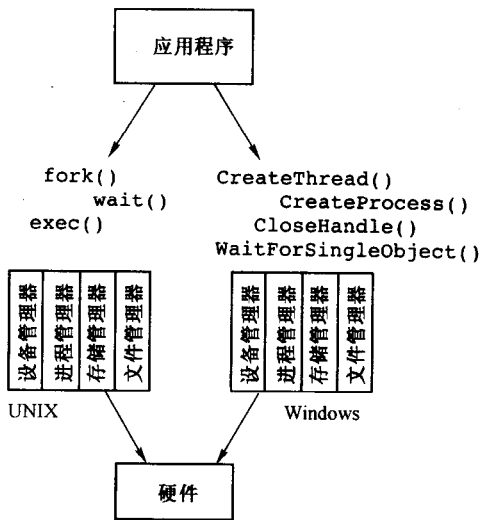 应用程序
fork()
wait()
exec()
CreateThread()
CreateProcess()
CloseHandle()
WaitForSingleObject()
设备管理器
进程管理器
存储管理器
文件管理器
UNIX
设备管理器
进程管理器
存储管理器
文件管理器
Windows
硬件